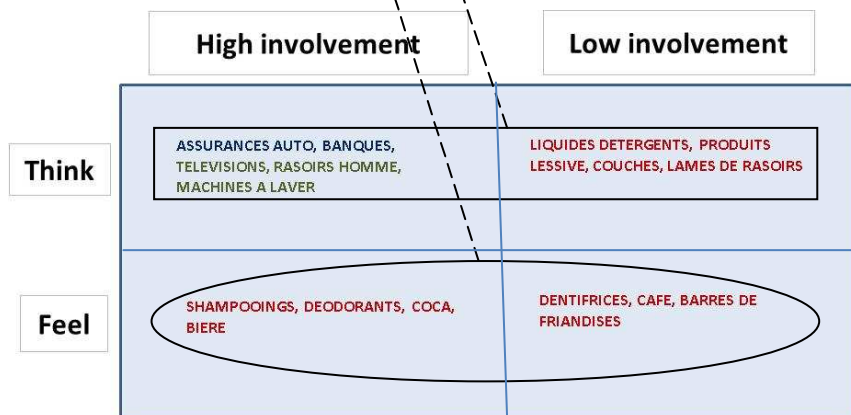 High involvement
Low involvement
Think
ASSURANCES AUTO, BANQUES,
TELEVISIONS, RASOIRS HOMME,
MACHINES A LAVER
LIQUIDES DETERGENTS, PRODUITS
LESSIVE, COUCHES, LAMES DE RASOIRS
Feel
SHAMPOOINGS, DEODORANTS, COCA,
BIERE
DENTIFRICES, CAFE, BARRES DE
FRIANDISES